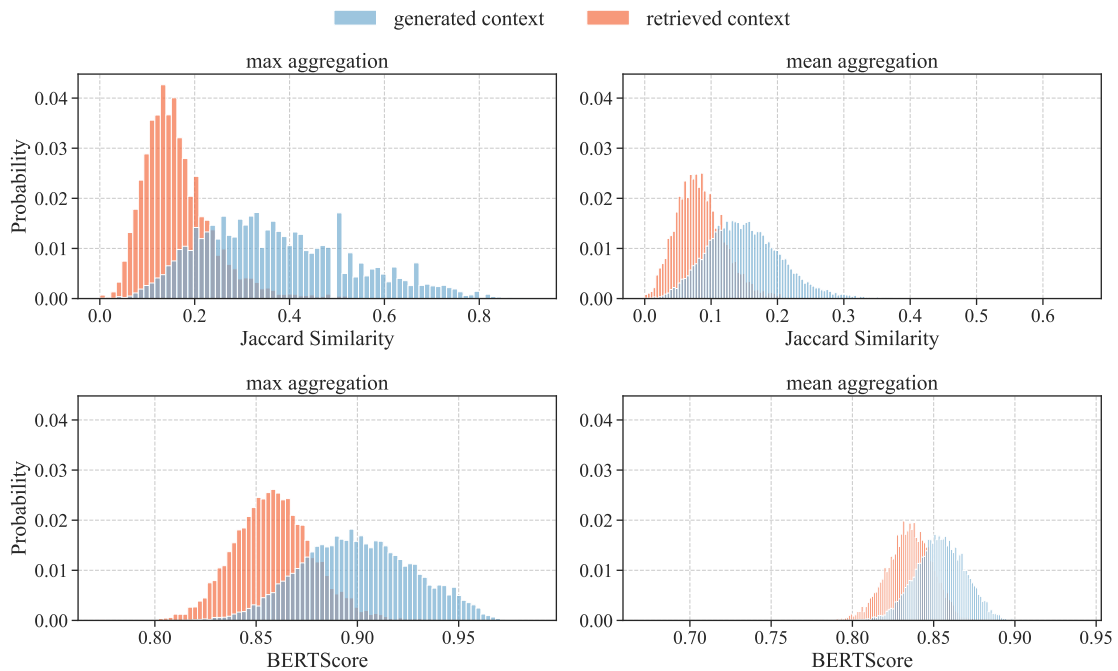 generated context
retrieved context
max aggregation
Probability
0.04
0.03
0.02
0.01
0.00
0.0 0.2 0.4 0.6 0.8
Jaccard Similarity
mean aggregation
0.04
0.03
0.02
0.01
0.00
0.0 0.1 0.2 0.3 0.4 0.5 0.6
Jaccard Similarity
max aggregation
Probability
0.04
0.03
0.02
0.01
0.00
0.80 0.85 0.90 0.95
BERTScore
mean aggregation
0.04
0.03
0.02
0.01
0.00
0.70 0.75 0.80 0.85 0.90 0.95
BERTScore